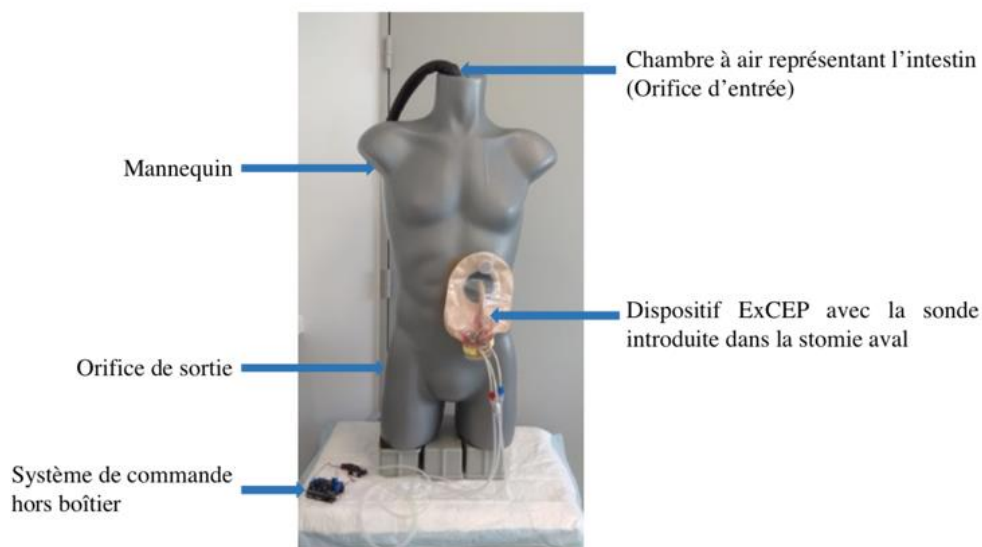 Chambre à air représentant l'intestin
(Orifice d'entrée)
Mannequin
Dispositif ExCEP avec la sonde
introduite dans la stomie aval
Orifice de sortie
Système de commande
hors boîtier